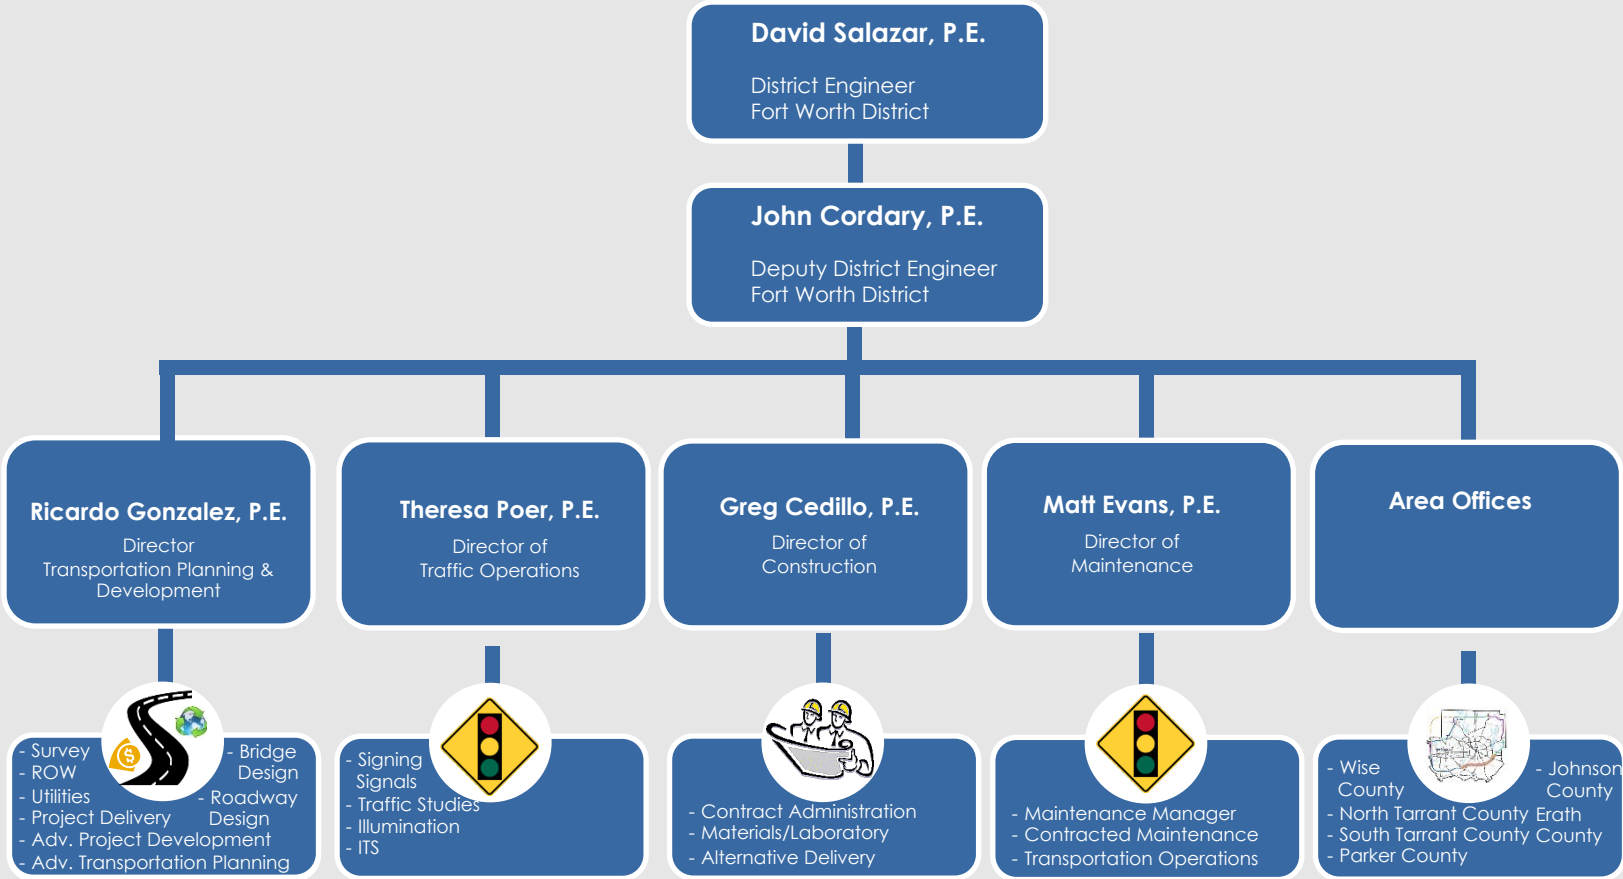 David Salazar, P.E.
District Engineer
Fort Worth District
John Cordary, P.E.
Deputy District Engineer
Fort Worth District
Ricardo Gonzalez, P.E.
Director
Transportation Planning &
Development
Theresa Poer, P.E.
Director of
Traffic Operations
Greg Cedillo, P.E.
Director of
Construction
Matt Evans, P.E.
Director of
Maintenance
Area Offices
- Survey
- ROW
- Utilities
- Project Delivery
- Adv. Project Development
- Adv. Transportation Planning
- Bridge
Design
- Roadway
Design
- Signing
Signals
- Traffic Studies
- Illumination
- ITS
- Contract Administration
- Materials/Laboratory
- Alternative Delivery
- Maintenance Manager
- Contracted Maintenance
- Transportation Operations
- Wise
County
- North Tarrant County
- South Tarrant County
- Parker County
- Johnson
County
Erath
County